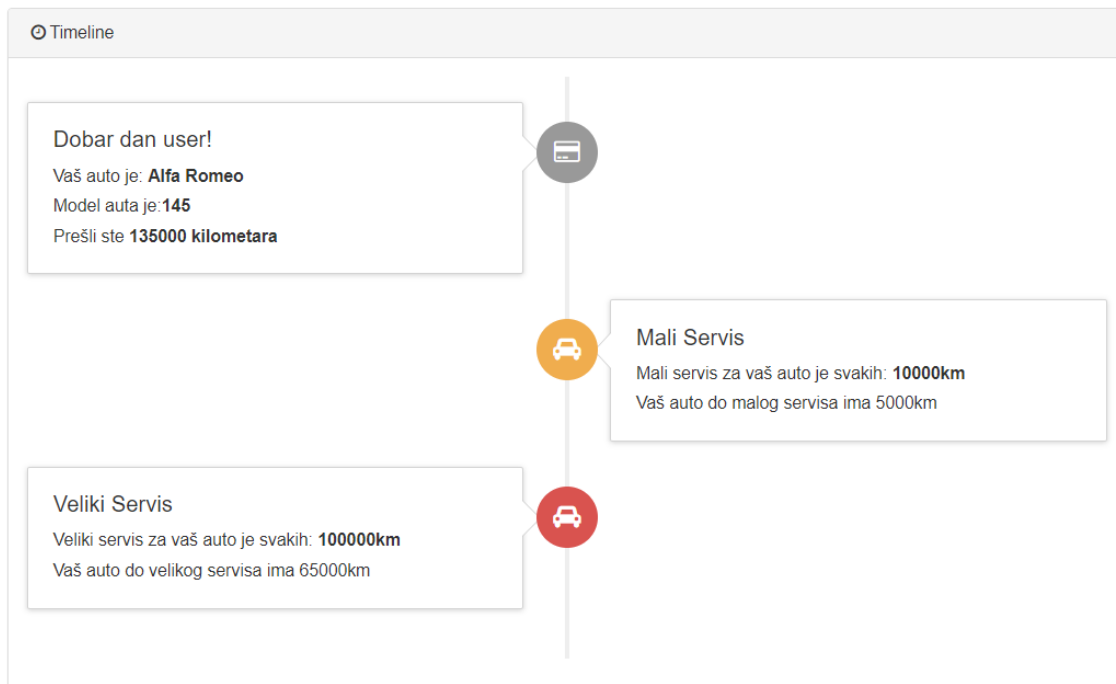 Timeline
Dobar dan user!
Vaš auto je: Alfa Romeo
Model auta je:145
Prešli ste 135000 kilometara
Mali Servis
Mali servis za vaš auto je svakih: 10000km
Vaš auto do malog servisa ima 5000km
Veliki Servis
Veliki servis za vaš auto je svakih: 100000km
Vaš auto do velikog servisa ima 65000km